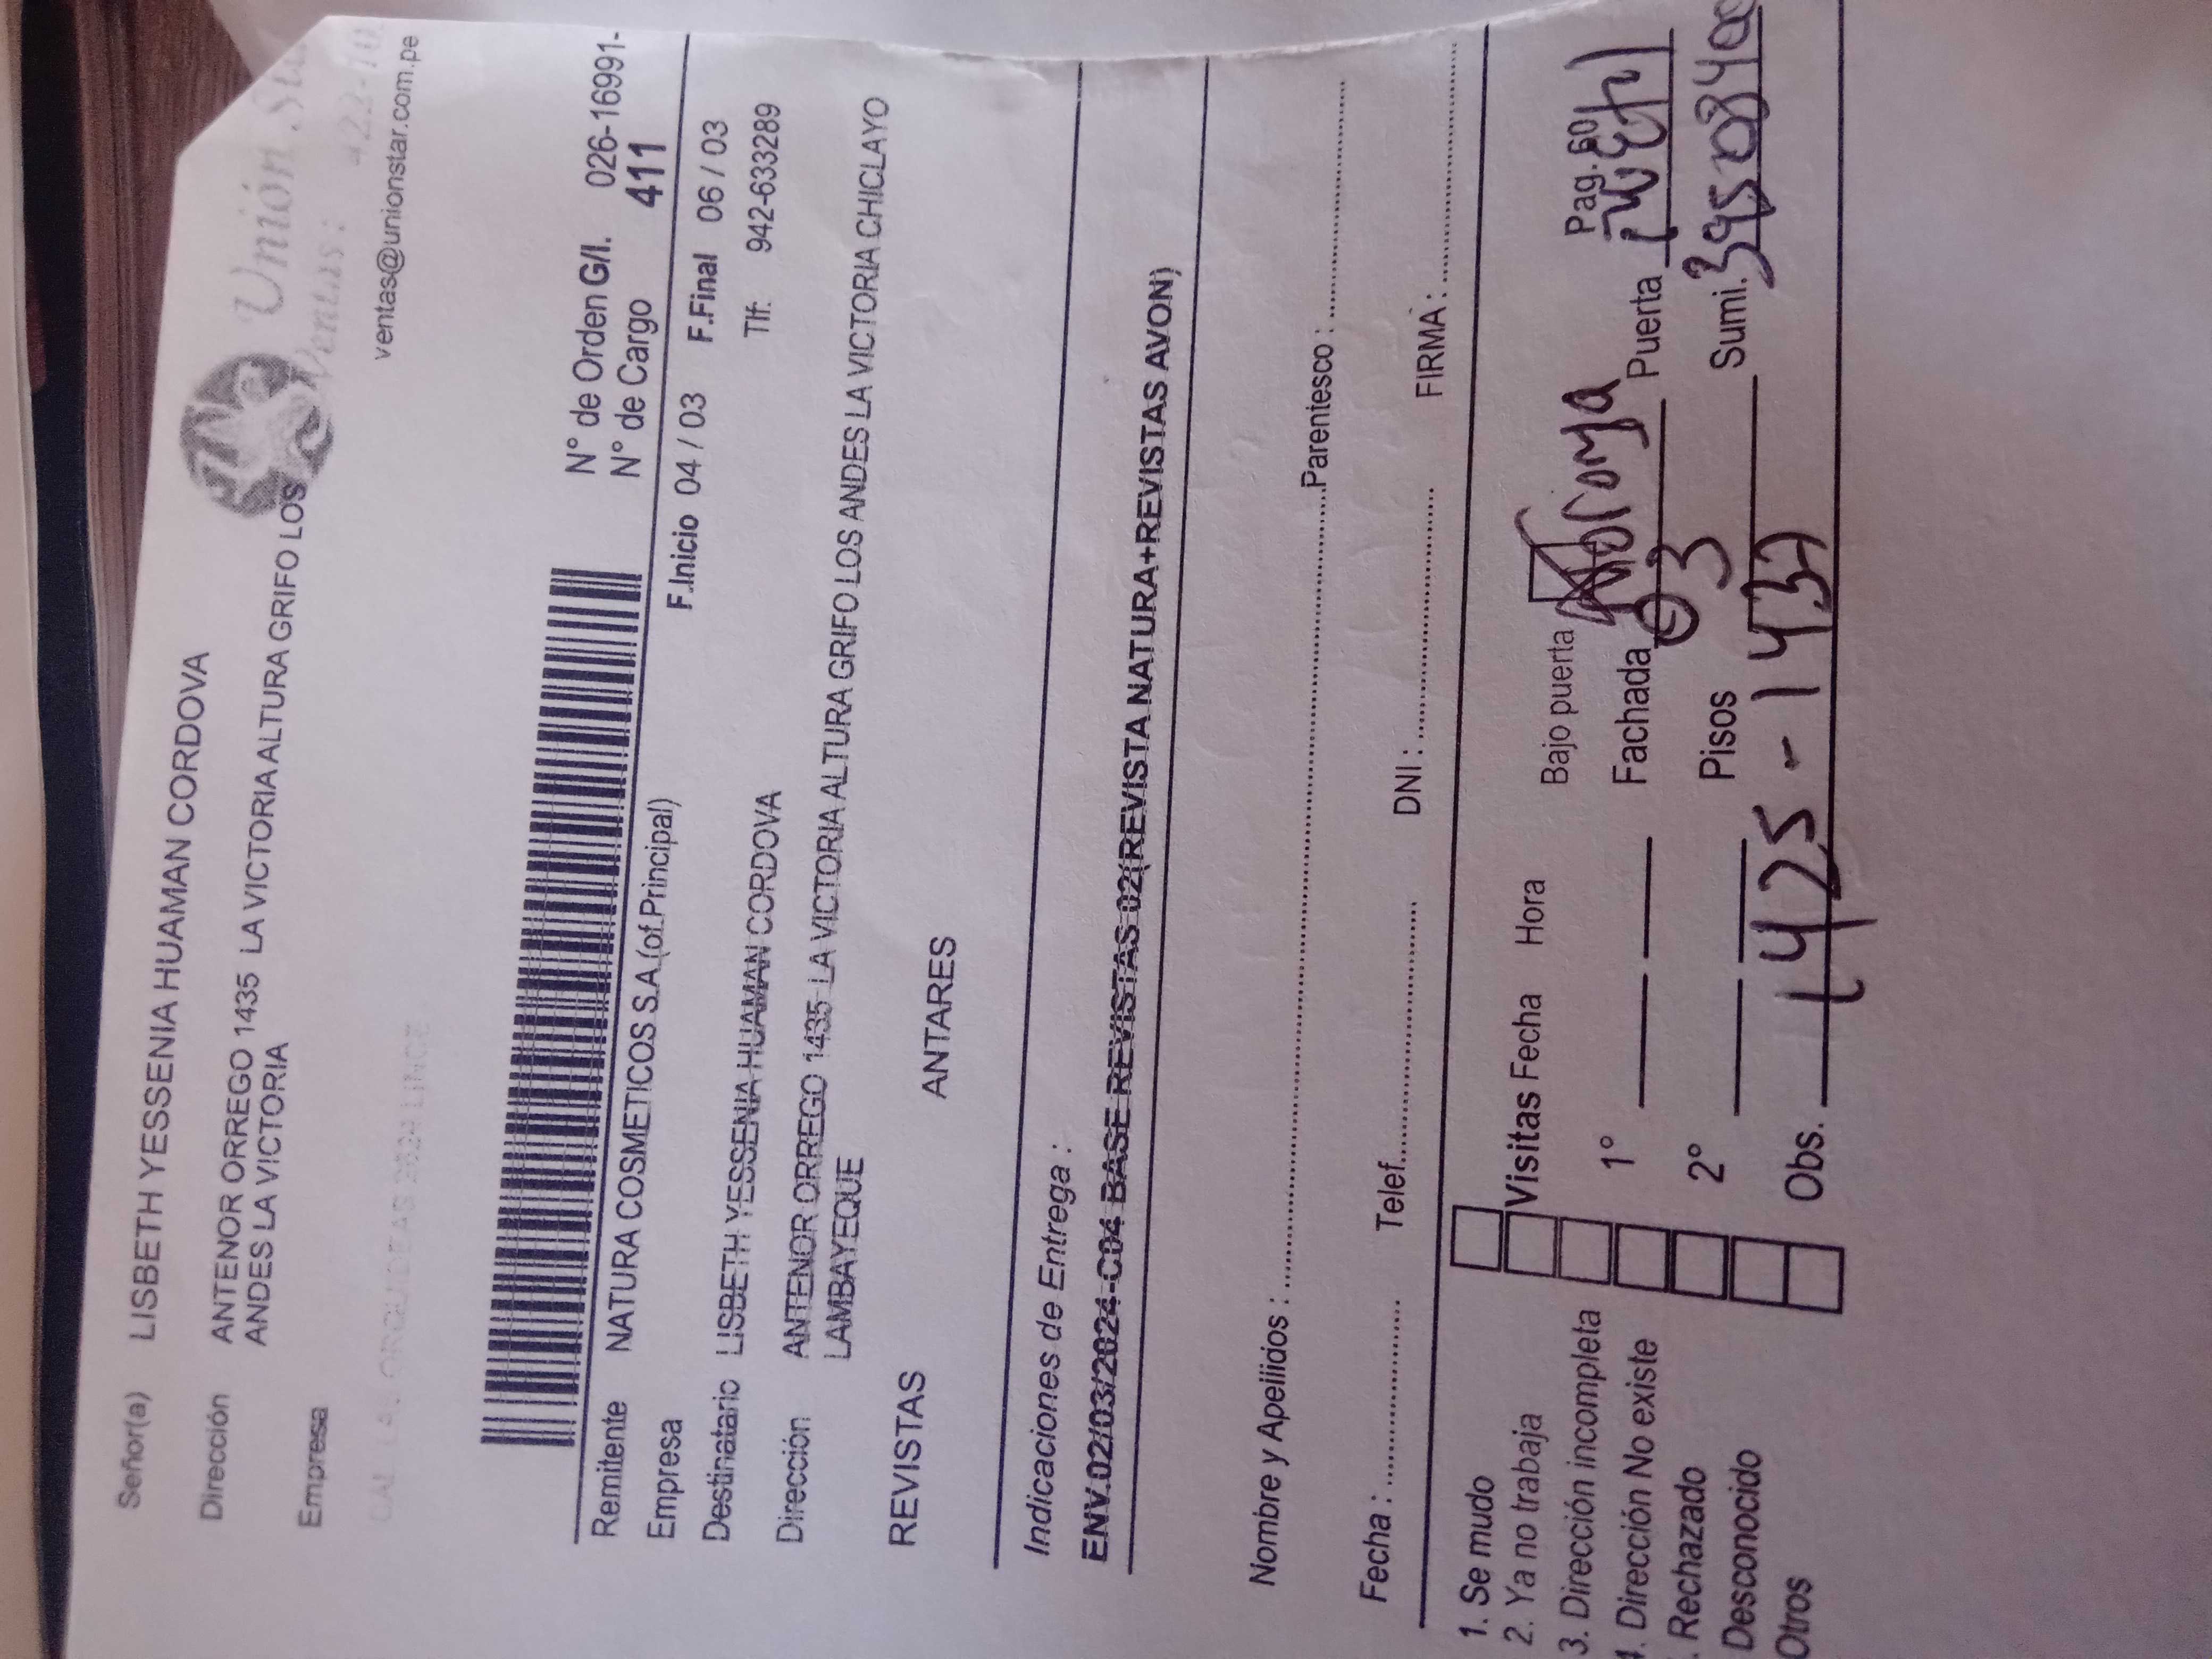 Señor(a) LISBETH YESSENIA HUAMAN CORDOVA
Unión
Dirección ANTENOR ORREGO 1435 LA VICTORIA ALTURA GRIFO LOS
ANDES LA VICTORIA
Ventas:
Empresa
ventas@unionstar.com.pe
N° de Orden G/I. 026-16991-
N° de Cargo 411
Remitente NATURA COSMETICOS S.A.(of.Principal)
F.Inicio 04 / 03 F.Final 06 / 03
Empresa
Tlf: 942-633289
Destinatario LISBETH YESSENIA HUAMAN CORDOVA
Dirección ANTENOR ORREGO 1435 LA VICTORIA ALTURA GRIFO LOS ANDES LA VICTORIA CHICLAYO
LAMBAYEQUE
REVISTAS ANTARES
Indicaciones de Entrega :
ENV.02/03/2024-C04 BASE REVISTAS 02(REVISTA NATURA+REVISTAS AVON)
Nombre y Apellidos : Parentesco :
Fecha : Telef. DNI : FIRMA :
1. Se mudo
2. Ya no trabaja
3. Dirección incompleta
. Dirección No existe
. Rechazado
Desconocido
Otros
Visitas Fecha Hora
1°
2°
Bajo puerta Pag. 60
Fachada Puerta
Pisos 3 Sumi.
Obs. 1425 - 1437